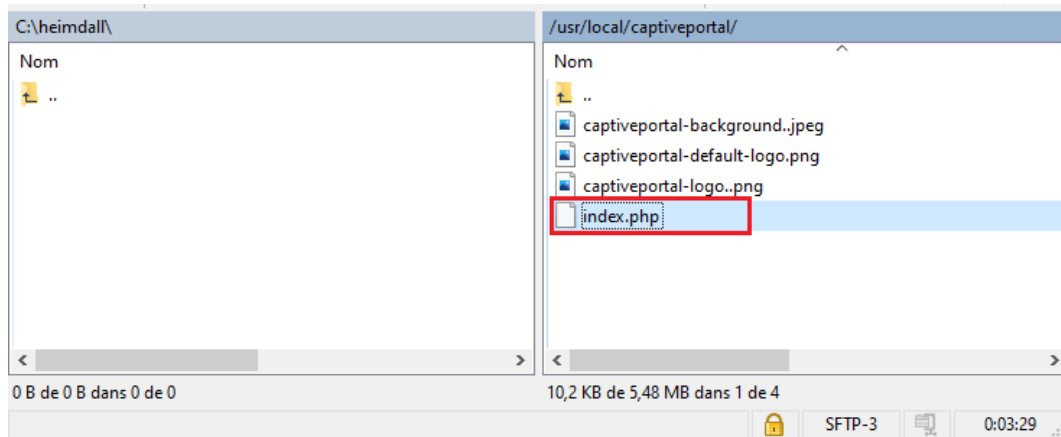 C:\heimdall\
Nom
..
0 B de 0 B dans 0 de 0
/usr/local/captiveportal/
Nom
..
captiveportal-background..jpeg
captiveportal-default-logo.png
captiveportal-logo..png
index.php
10,2 KB de 5,48 MB dans 1 de 4
SFTP-3
0:03:29